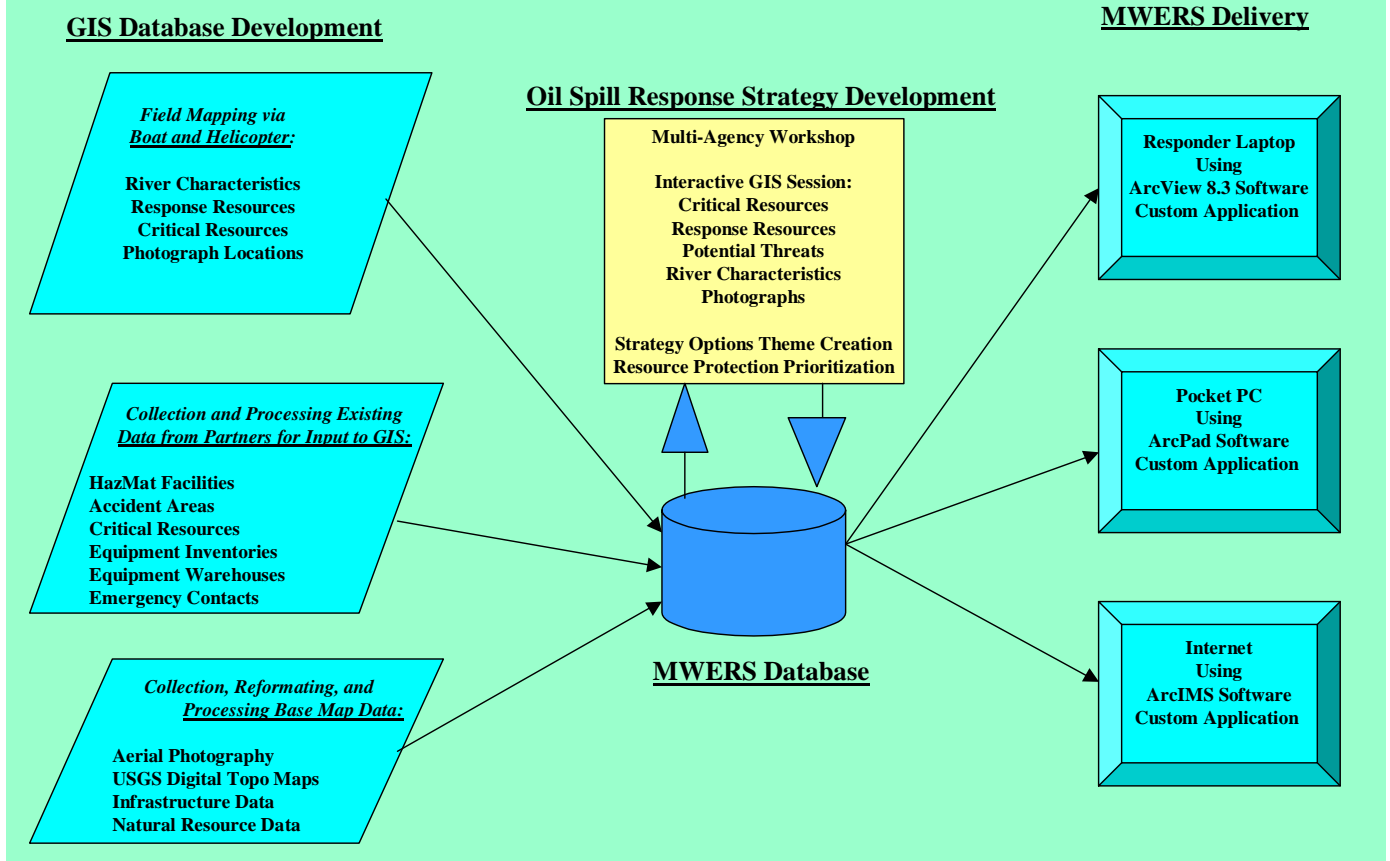 GIS Database Development
Field Mapping via
Boat and Helicopter:
River Characteristics
Response Resources
Critical Resources
Photograph Locations
Collection and Processing Existing
Data from Partners for Input to GIS:
HazMat Facilities
Accident Areas
Critical Resources
Equipment Inventories
Equipment Warehouses
Emergency Contacts
Collection, Reformating, and
Processing Base Map Data:
Aerial Photography
USGS Digital Topo Maps
Infrastructure Data
Natural Resource Data
Oil Spill Response Strategy Development
Multi-Agency Workshop
Interactive GIS Session:
Critical Resources
Response Resources
Potential Threats
River Characteristics
Photographs
Strategy Options Theme Creation
Resource Protection Prioritization
MWERS Database
MWERS Delivery
Responder Laptop
Using
ArcView 8.3 Software
Custom Application
Pocket PC
Using
ArcPad Software
Custom Application
Internet
Using
ArcIMS Software
Custom Application